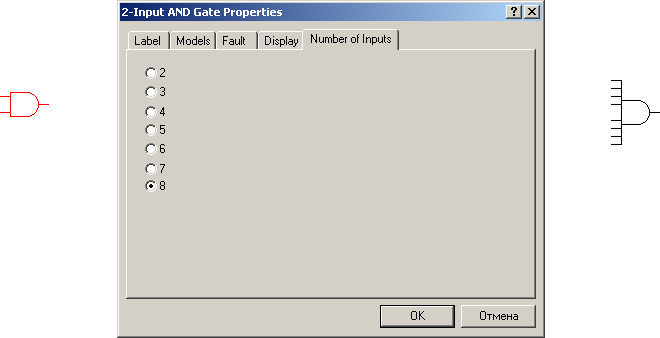 2-Input AND Gate Properties
Label Models Fault Display Number of Inputs
2
3
4
5
6
7
8
OK Отмена